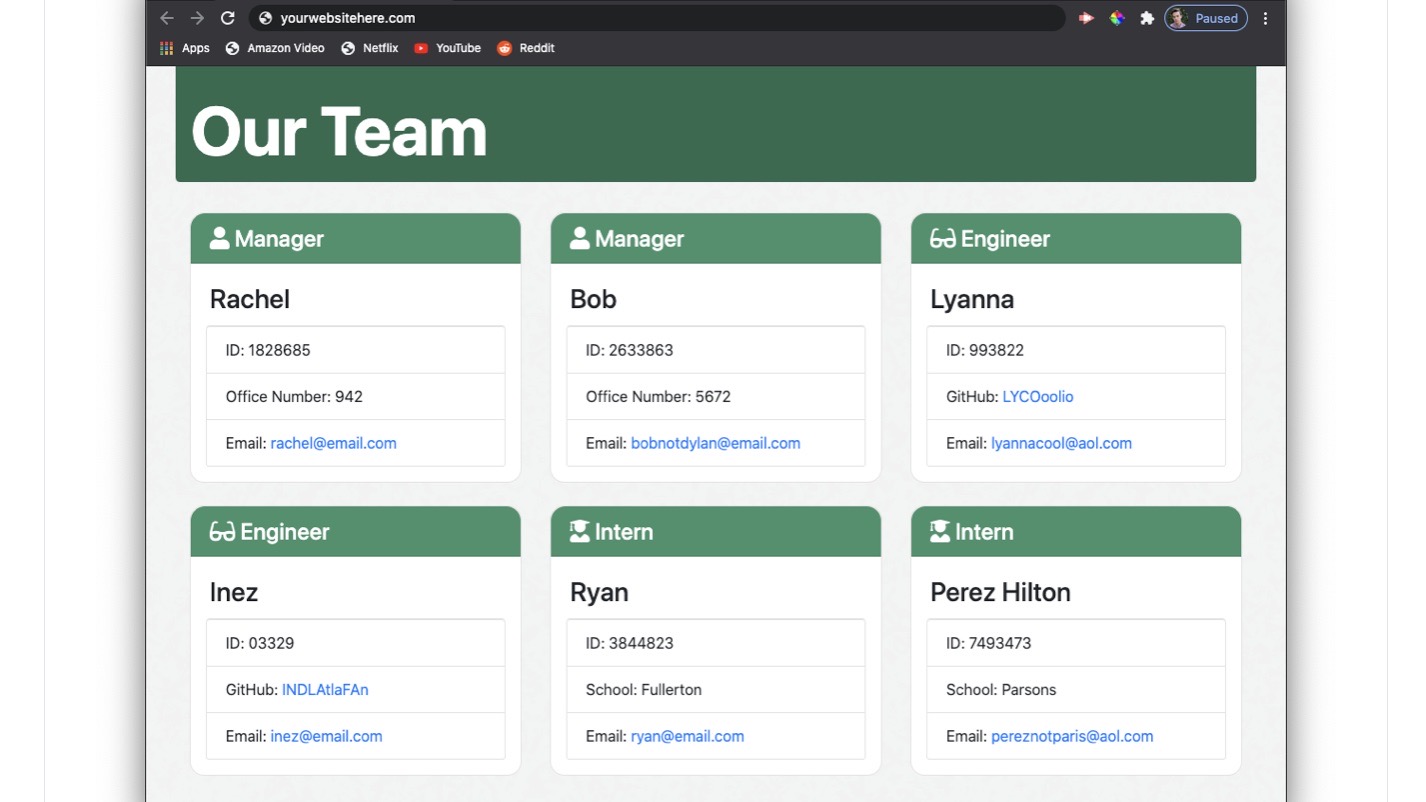 yourwebsitehere.com
Paused
Apps Amazon Video Netflix YouTube Reddit
Our Team
Manager
Rachel
ID: 1828685
Office Number: 942
Email: rachel@email.com
Manager
Bob
ID: 2633863
Office Number: 5672
Email: bobnotdylan@email.com
Engineer
Lyanna
ID: 993822
GitHub: LYCOoolio
Email: lyannacool@aol.com
Engineer
Inez
ID: 03329
GitHub: INDLAtlaFAn
Email: inez@email.com
Intern
Ryan
ID: 3844823
School: Fullerton
Email: ryan@email.com
Intern
Perez Hilton
ID: 7493473
School: Parsons
Email: pereznotparis@aol.com